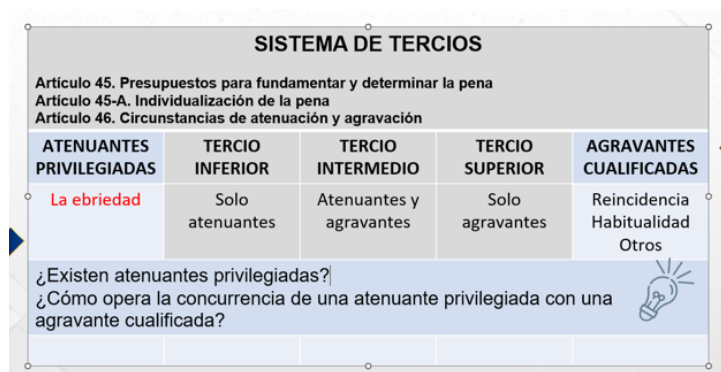 SISTEMA DE TERCIOS
Artículo 45. Presupuestos para fundamentar y determinar la pena
Artículo 45-A. Individualización de la pena
Artículo 46. Circunstancias de atenuación y agravación
ATENUANTES PRIVILEGIADAS
TERCIO INFERIOR
TERCIO INTERMEDIO
TERCIO SUPERIOR
AGRAVANTES CUALIFICADAS
La ebriedad
Solo atenuantes
Atenuantes y agravantes
Solo agravantes
Reincidencia
Habitualidad
Otros
¿Existen atenuantes privilegiadas?
¿Cómo opera la concurrencia de una atenuante privilegiada con una
agravante cualificada?